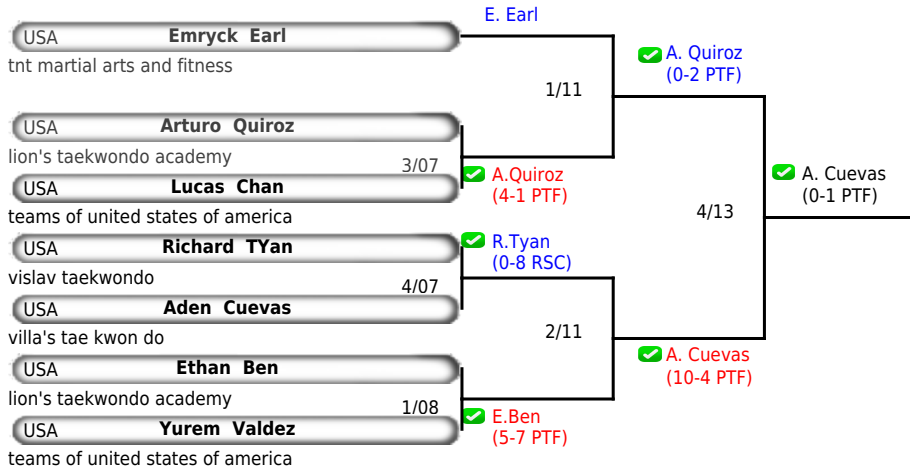 E. Earl
USA Emryck Earl
tnt martial arts and fitness
A. Quiroz
(0-2 PTF)
1/11
USA Arturo Quiroz
lion's taekwondo academy
3/07
USA Lucas Chan
teams of united states of america
A.Quiroz
(4-1 PTF)
A. Cuevas
(0-1 PTF)
4/13
USA Richard TYan
vislav taekwondo
R.Tyan
(0-8 RSC)
4/07
USA Aden Cuevas
villa's tae kwon do
2/11
A. Cuevas
(10-4 PTF)
USA Ethan Ben
lion's taekwondo academy
1/08
USA Yurem Valdez
teams of united states of america
E.Ben
(5-7 PTF)